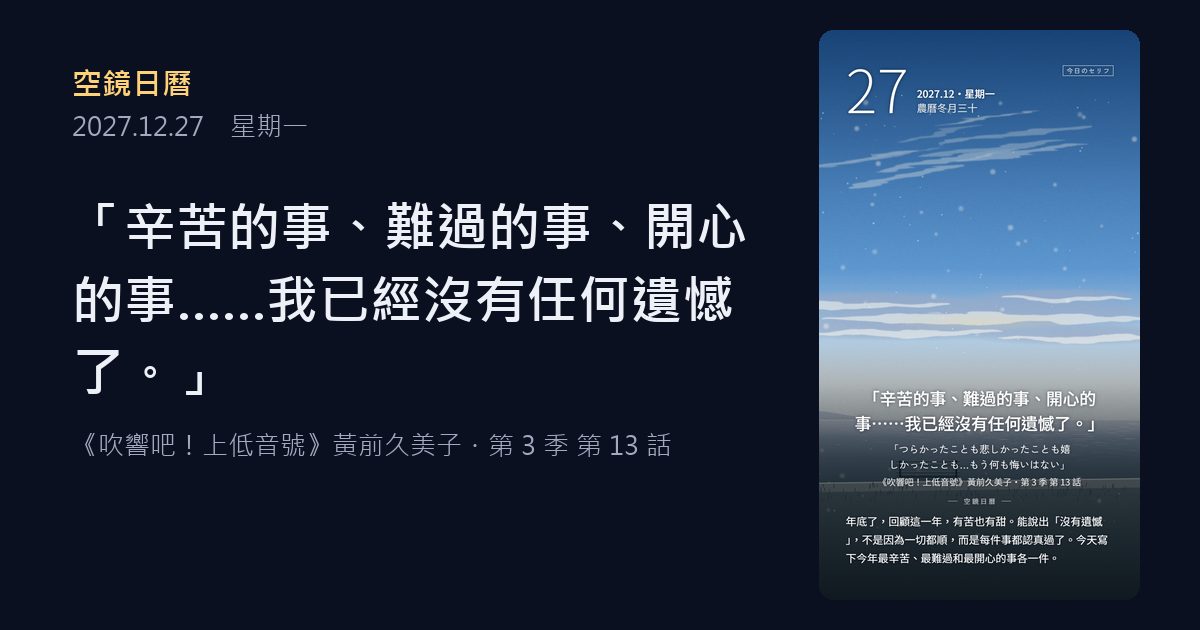 空鏡日曆
2027.12.27 星期一
「辛苦的事、難過的事、開心
的事……我已經沒有任何遺憾
了。」
《吹響吧！上低音號》黃前久美子・第 3 季 第 13 話
27
2027.12・星期一
農曆冬月三十
今日のセリフ
「辛苦的事、難過的事、開心的
事……我已經沒有任何遺憾了。」
「つらかったことも悲しかったことも嬉
しかったことも…もう何も悔いはない」
《吹響吧！上低音號》黃前久美子・第 3 季 第 13 話
— 空鏡日曆 —
年底了，回顧這一年，有苦也有甜。能說出「沒有遺憾
」，不是因為一切都順，而是每件事都認真過了。今天寫
下今年最辛苦、最難過和最開心的事各一件。